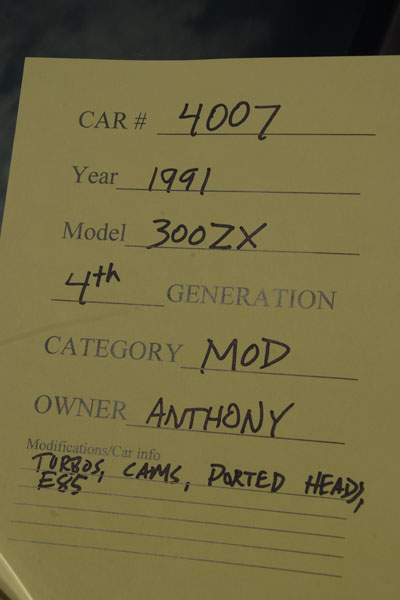 CAR # 4007
Year 1991
Model 300ZX
4th GENERATION
CATEGORY MOD
OWNER ANTHONY
Modifications/Car info
TURBOS, CAMS, PORTED HEADS,
E85